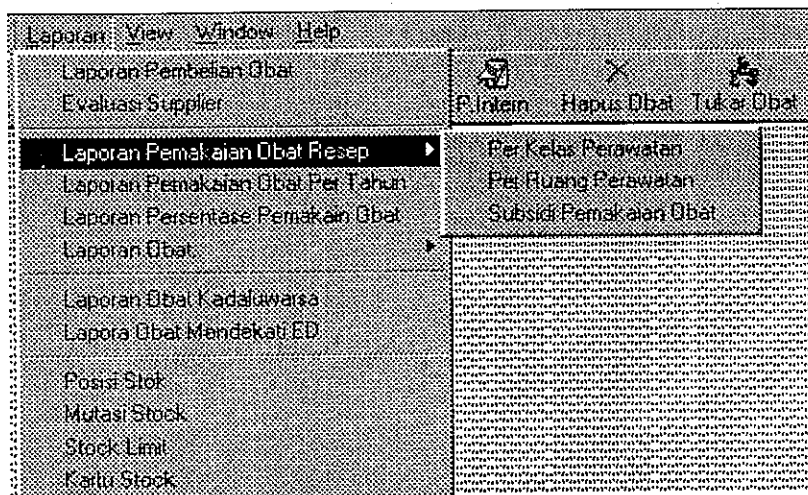 Laporan View Window Help
Laporan Pembelian Obat
Evaluasi Supplier
P.Intern Hapus Obat Tukar Obat
Laporan Pemakaian Obat Resep
Per Kelas Perawatan
Per Ruang Perawatan
Subsidi Pemakaian Obat
Laporan Pemakaian Obat Per Tahun
Laporan Persentase Pemakain Obat
Laporan Obat
Laporan Obat Kadaluwarsa
Lapora Obat Mendekati ED
Posisi Stok
Mutasi Stock
Stock Limit
Kartu Stock